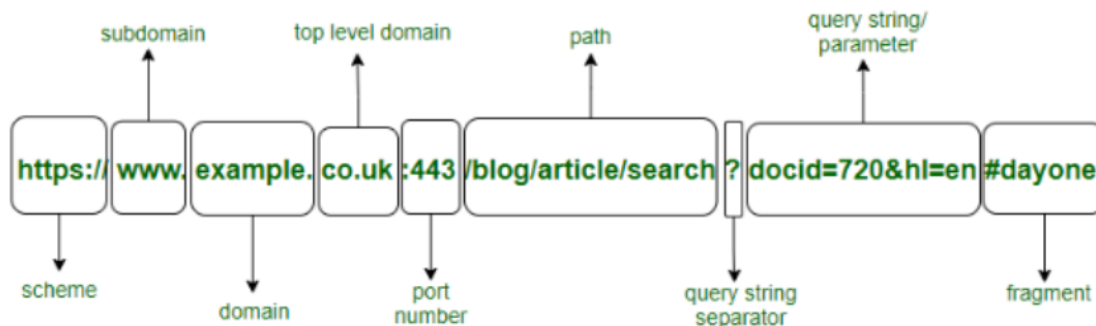 subdomain
top level domain
path
query string/
parameter
https:// www. example. co.uk :443 /blog/article/search ? docid=720&hl=en #dayone
scheme
domain
port
number
query string
separator
fragment